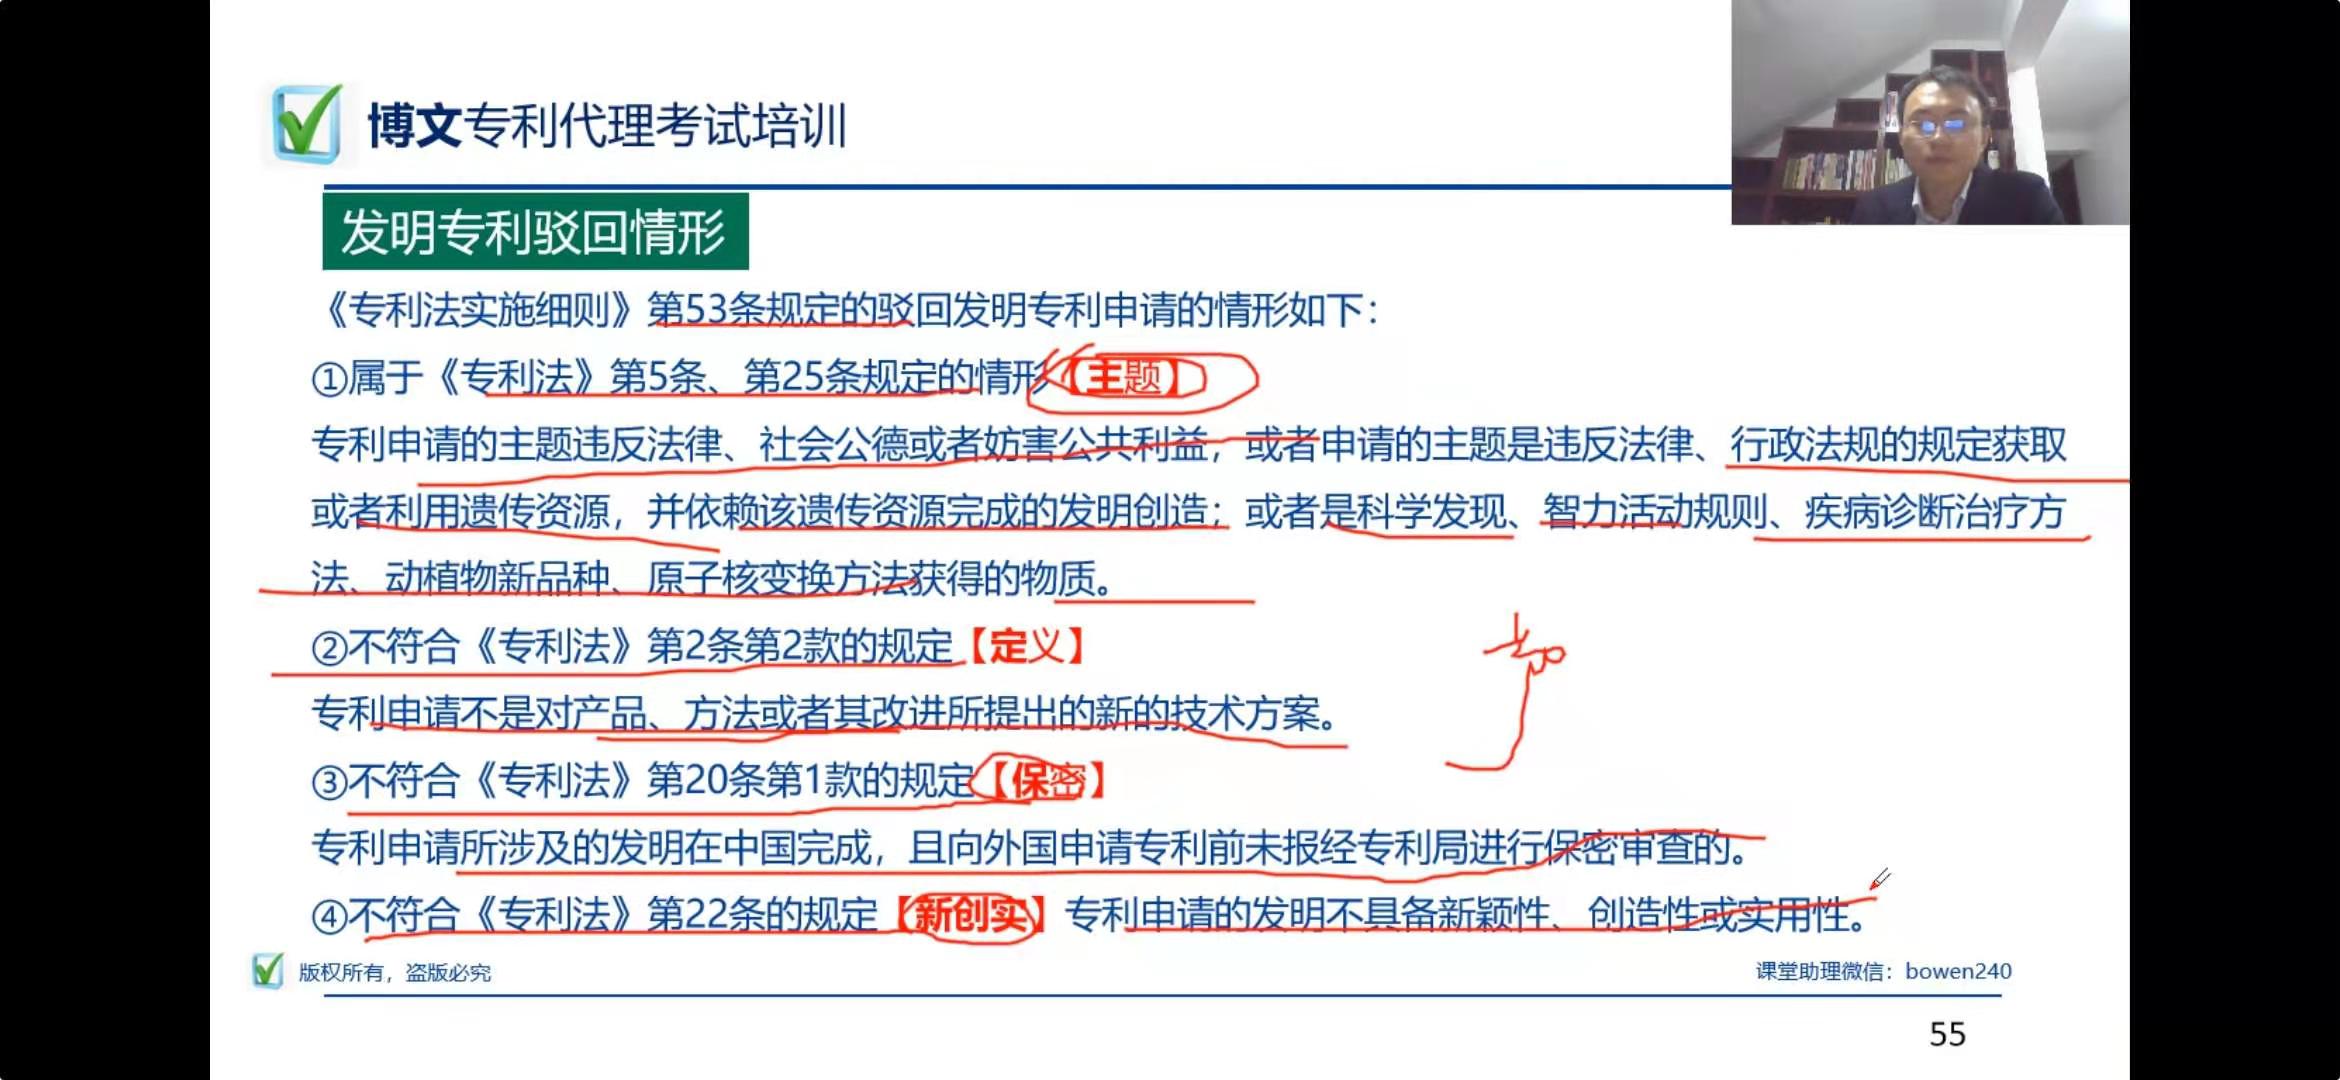 博文专利代理考试培训
发明专利驳回情形
《专利法实施细则》第53条规定的驳回发明专利申请的情形如下：
①属于《专利法》第5条、第25条规定的情形【主题】
专利申请的主题违反法律、社会公德或者妨害公共利益，或者申请的主题是违反法律、行政法规的规定获取
或者利用遗传资源，并依赖该遗传资源完成的发明创造；或者是科学发现、智力活动规则、疾病诊断治疗方
法、动植物新品种、原子核变换方法获得的物质。
②不符合《专利法》第2条第2款的规定【定义】
专利申请不是对产品、方法或者其改进所提出的新的技术方案。
③不符合《专利法》第20条第1款的规定【保密】
专利申请所涉及的发明在中国完成，且向外国申请专利前未报经专利局进行保密审查的。
④不符合《专利法》第22条的规定【新创实】专利申请的发明不具备新颖性、创造性或实用性。
版权所有，盗版必究
课堂助理微信：bowen240
55